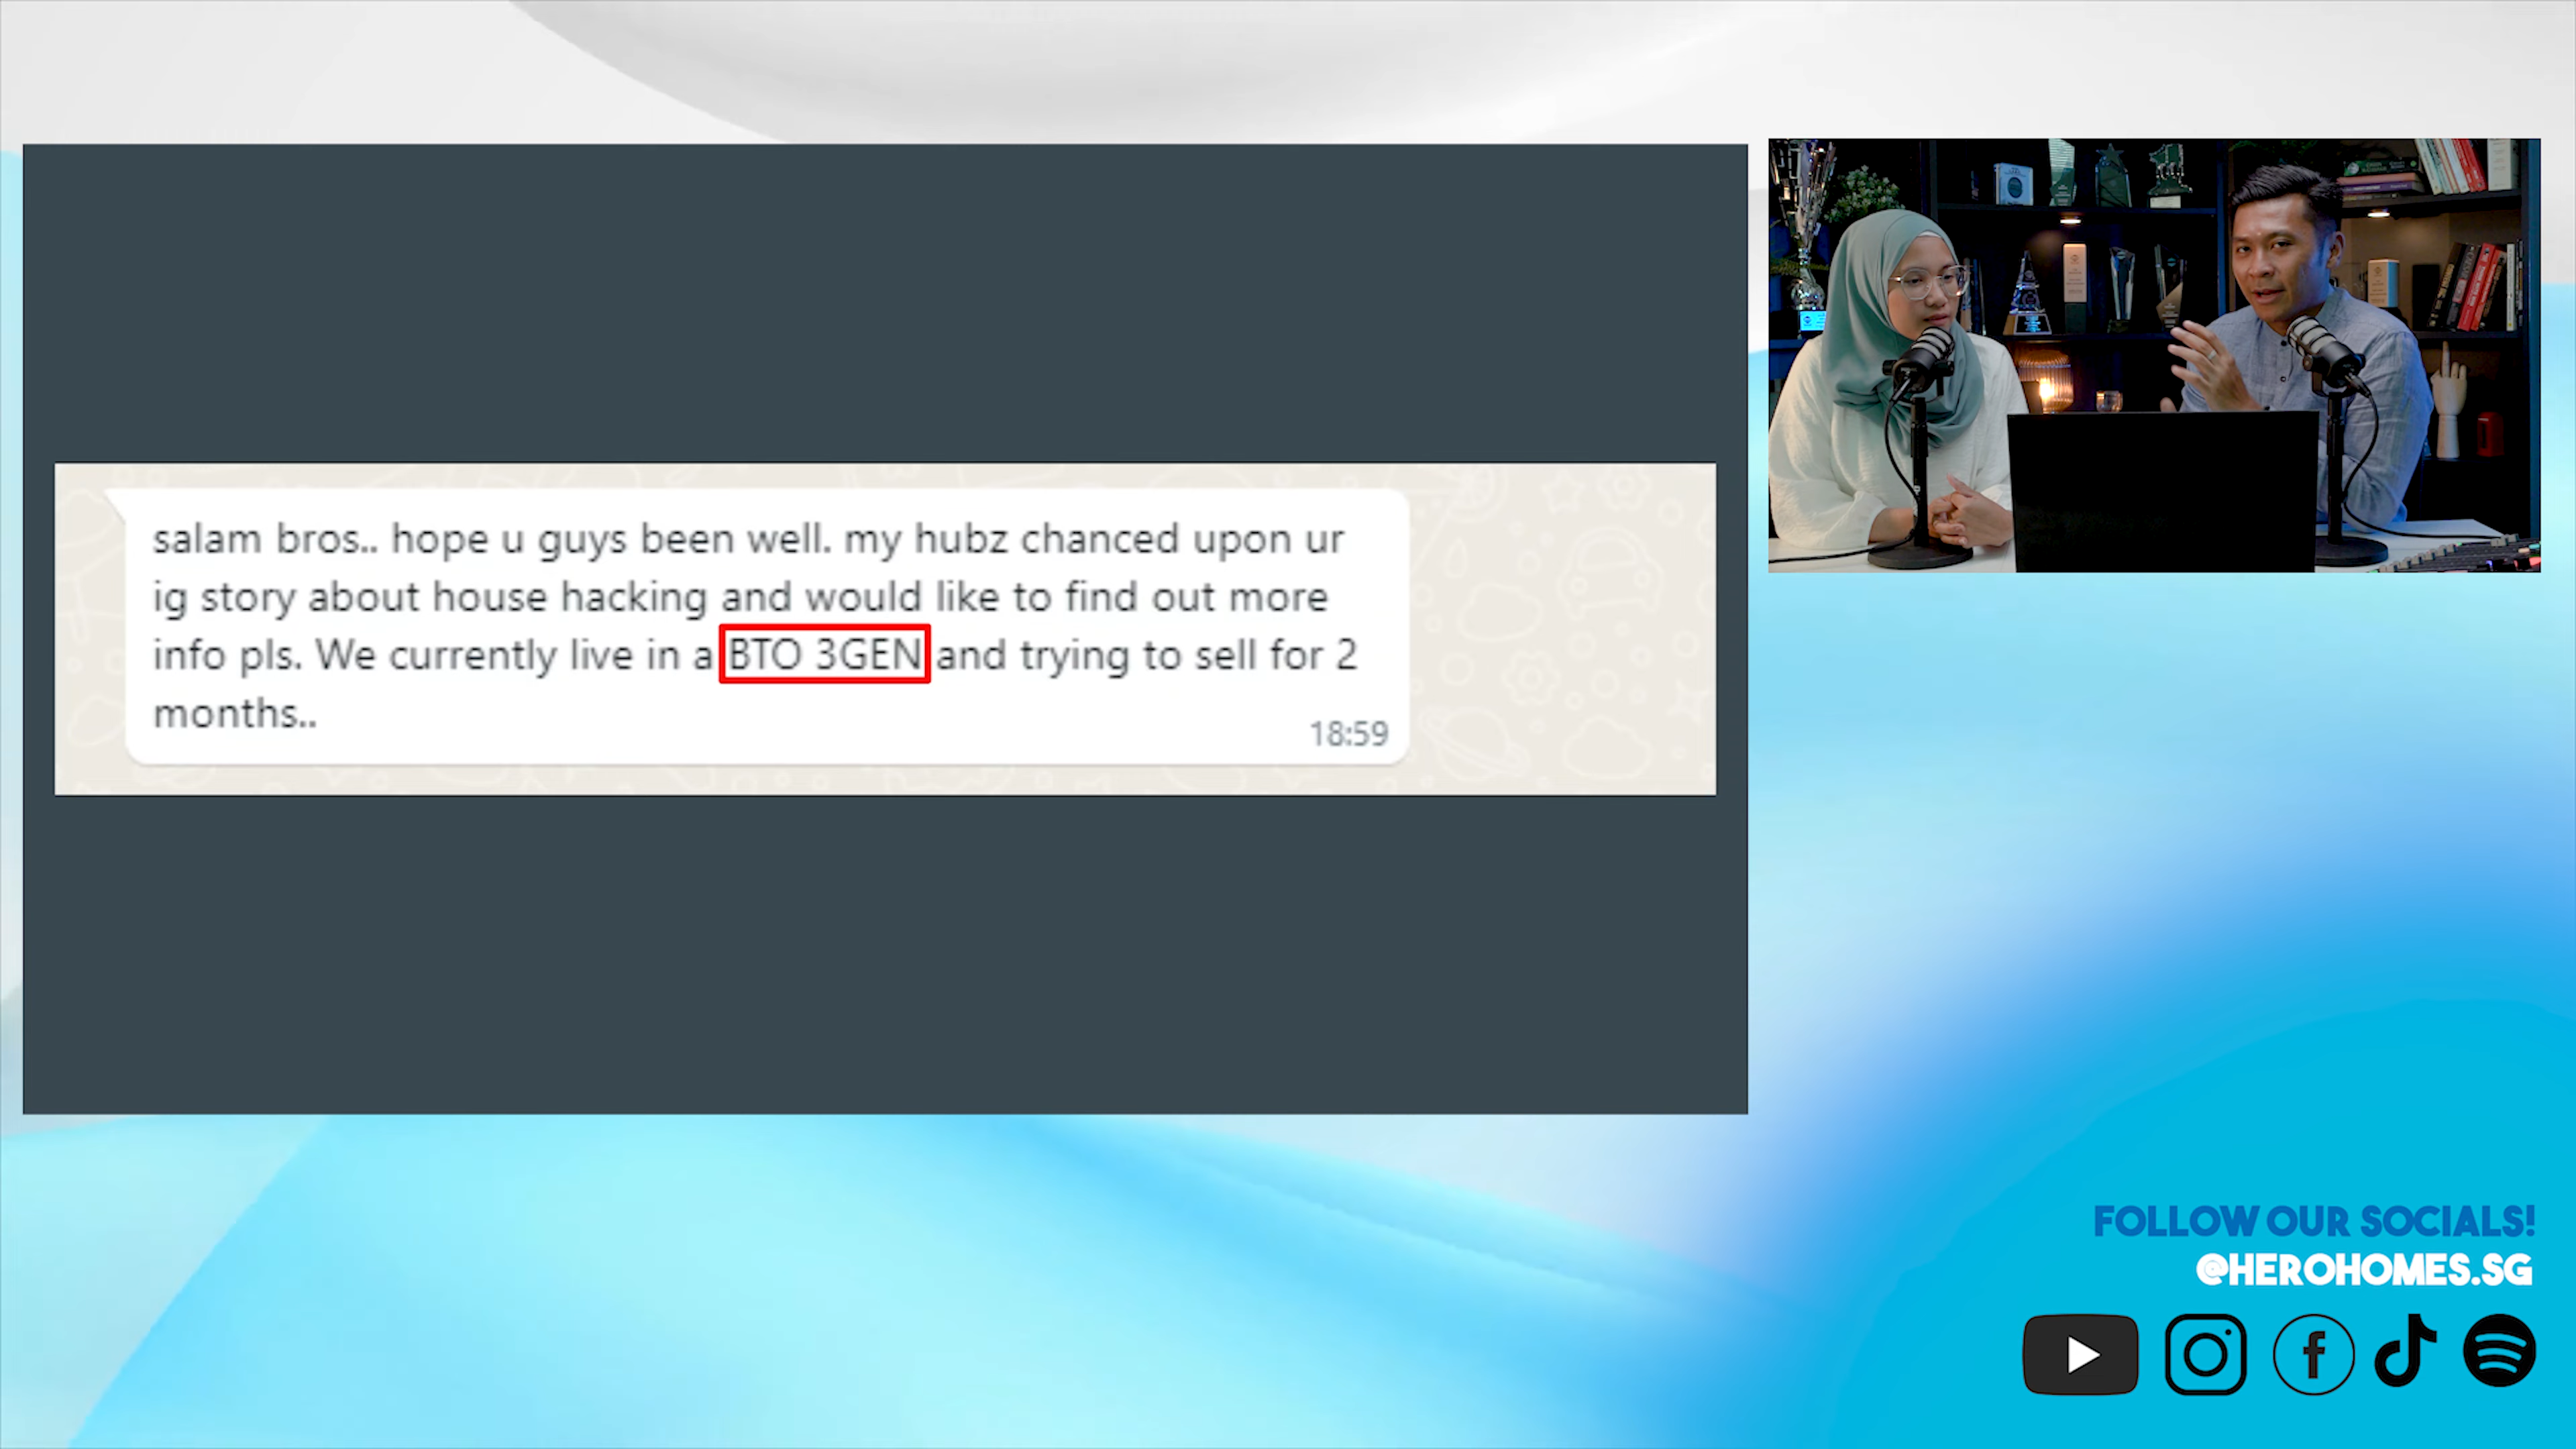 salam bros.. hope u guys been well. my hubz chanced upon ur
ig story about house hacking and would like to find out more
info pls. We currently live in a BTO 3GEN and trying to sell for 2
months..
18:59
FOLLOW OUR SOCIALS!
@HEROHOMES.SG